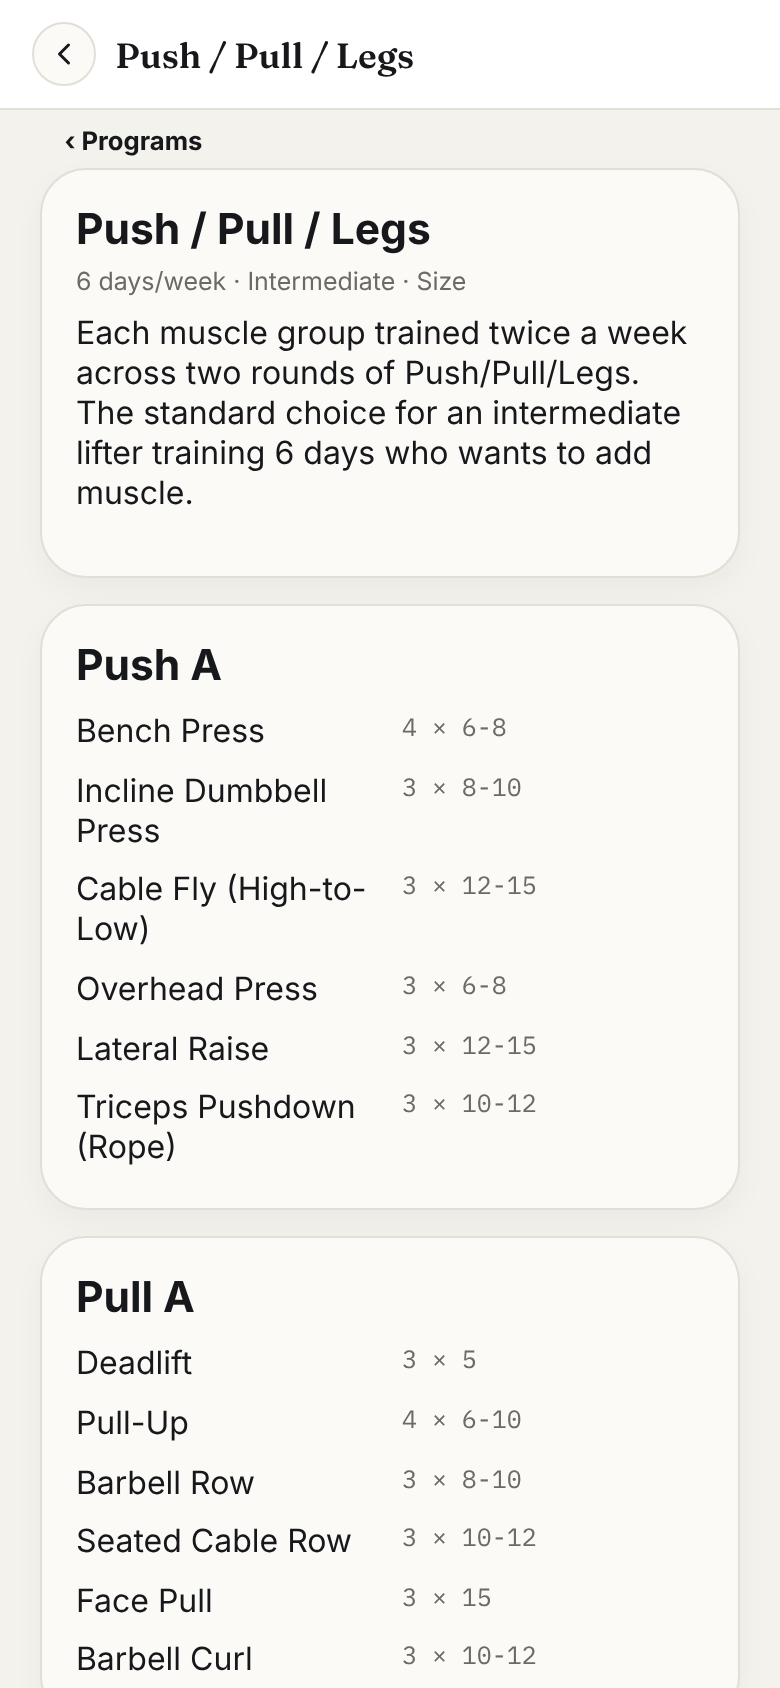 Push / Pull / Legs
‹ Programs
Push / Pull / Legs
6 days/week · Intermediate · Size
Each muscle group trained twice a week
across two rounds of Push/Pull/Legs.
The standard choice for an intermediate
lifter training 6 days who wants to add
muscle.
Push A
Bench Press 4 × 6-8
Incline Dumbbell 3 × 8-10
Press
Cable Fly (High-to- 3 × 12-15
Low)
Overhead Press 3 × 6-8
Lateral Raise 3 × 12-15
Triceps Pushdown 3 × 10-12
(Rope)
Pull A
Deadlift 3 × 5
Pull-Up 4 × 6-10
Barbell Row 3 × 8-10
Seated Cable Row 3 × 10-12
Face Pull 3 × 15
Barbell Curl 3 × 10-12